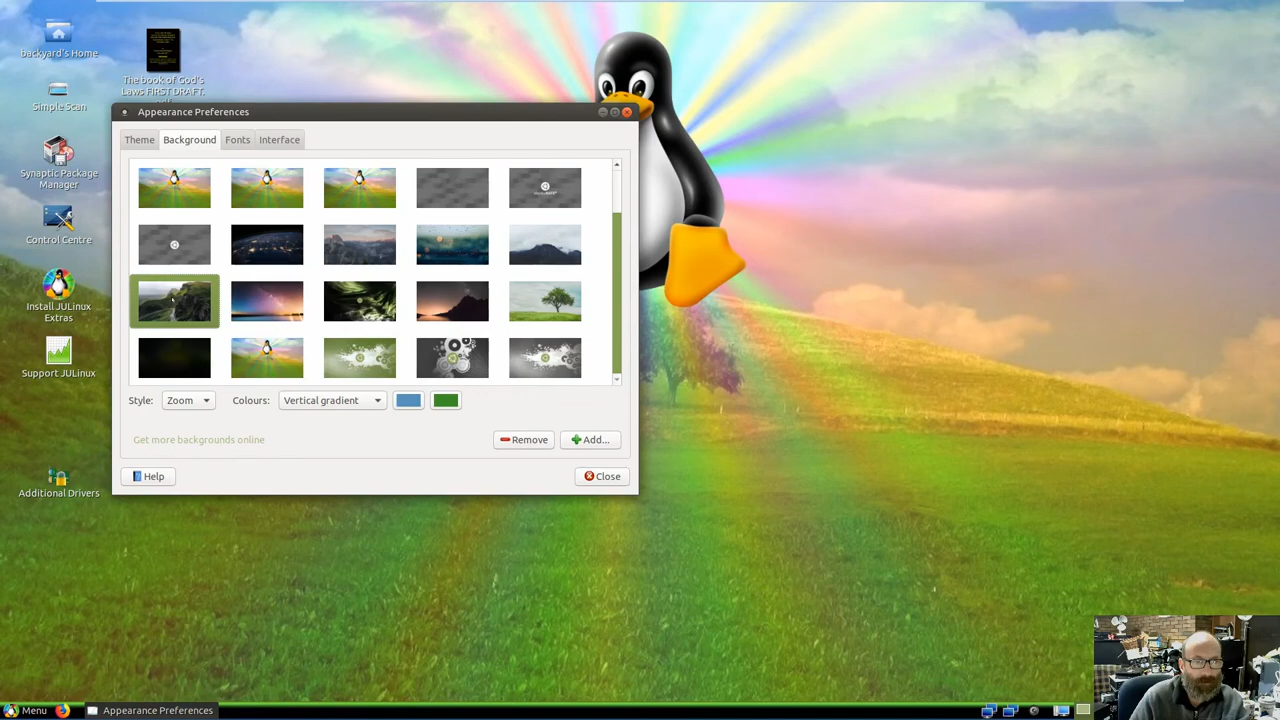 backyard's Home
The book of God's
Laws FIRST DRAFT.
Simple Scan
Synaptic Package
Manager
Control Centre
Install JULinux
Extras
Support JULinux
Additional Drivers
Appearance Preferences
Theme
Background
Fonts
Interface
Style:
Zoom
Colours:
Vertical gradient
Get more backgrounds online
Remove
Add...
Help
Close
Menu
Appearance Preferences